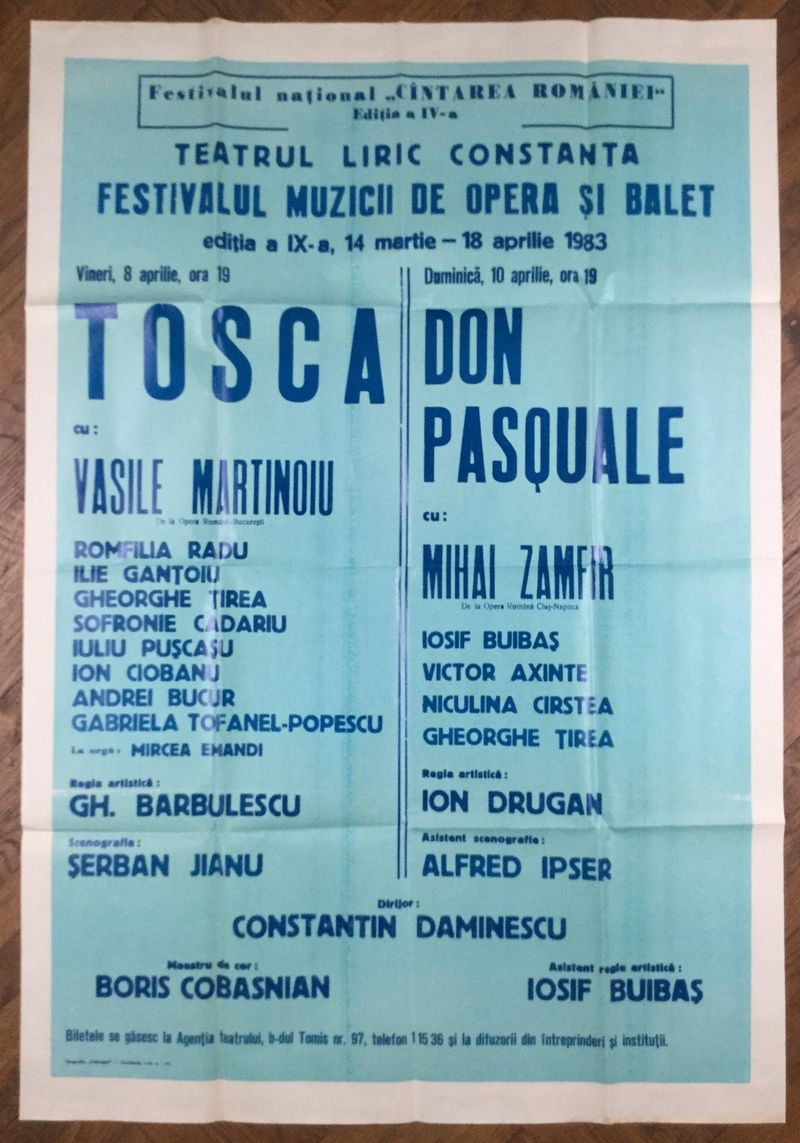 Festivalul național „CÎNTAREA ROMÂNIEI"
Ediția a IV-a
TEATRUL LIRIC CONSTANȚA
FESTIVALUL MUZICII DE OPERA ȘI BALET
ediția a IX-a, 14 martie – 18 aprilie 1983
Vineri, 8 aprilie, ora 19
TOSCA
cu:
VASILE MARTINOIU
De la Opera Română-București
ROMFILIA RADU
ILIE GANȚOIU
GHEORGHE ȚIREA
SOFRONIE CADARIU
IULIU PUȘCAȘU
ION CIOBANU
ANDREI BUCUR
GABRIELA TOFANEL-POPESCU
La orgă: MIRCEA EMANDI
Regia artistică:
GH. BARBULESCU
Scenografia:
ȘERBAN JIANU
Duminică, 10 aprilie, ora 19
DON
PASQUALE
cu:
MIHAI ZAMFIR
De la Opera Română Cluj-Napoca
IOSIF BUIBAȘ
VICTOR AXINTE
NICULINA CIRSTEA
GHEORGHE ȚIREA
Regia artistică:
ION DRUGAN
Asistent scenografie:
ALFRED IPSER
Dirijor:
CONSTANTIN DAMINESCU
Maestru de cor:
BORIS COBASNIAN
Asistent regie artistică:
IOSIF BUIBAȘ
Biletele se găsesc la Agenția teatrului, b-dul Tomis nr. 97, telefon 1 15 36 și la difuzorii din întreprinderi și instituții.